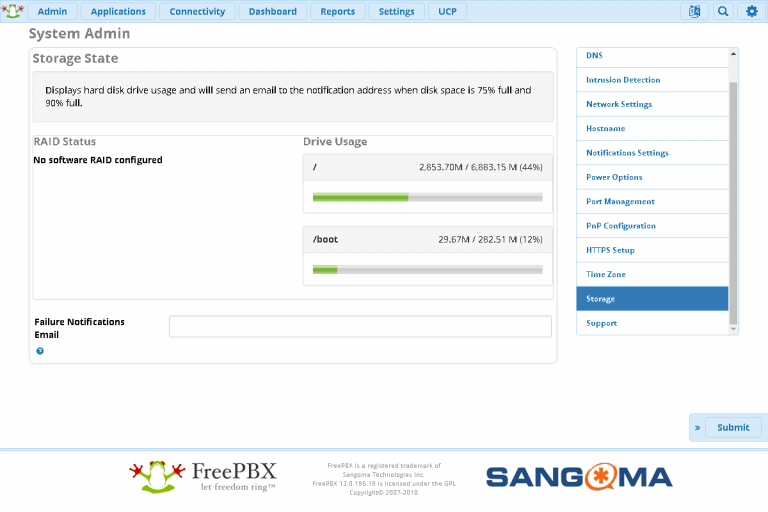 Admin Applications Connectivity Dashboard Reports Settings UCP
System Admin
Storage State
Displays hard disk drive usage and will send an email to the notification address when disk space is 75% full and
90% full.
RAID Status
No software RAID configured
Drive Usage
/ 2,853.70M / 6,883.15 M (44%)
/boot 29.67M / 282.51 M (12%)
Failure Notifications
Email
DNS
Intrusion Detection
Network Settings
Hostname
Notifications Settings
Power Options
Port Management
PnP Configuration
HTTPS Setup
Time Zone
Storage
Support
» Submit
FreePBX
let freedom ring™
FreePBX is a registered trademark of
Sangoma Technologies Inc.
FreePBX 13.0.195.19 is licensed under the GPL
Copyright© 2007-2018
SANGOMA